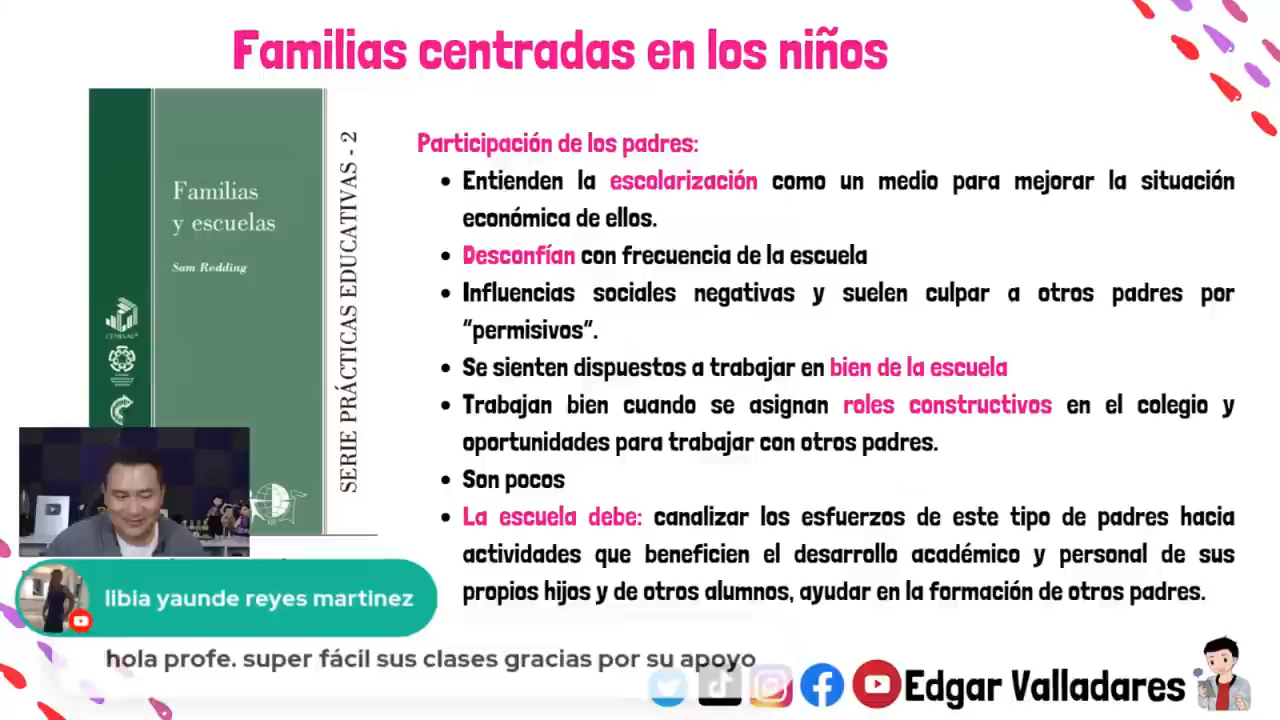 Familias centradas en los niños
Familias
y escuelas
Sam Redding
SERIE PRÁCTICAS EDUCATIVAS - 2
Participación de los padres:
Entienden la escolarización como un medio para mejorar la situación
económica de ellos.
Desconfían con frecuencia de la escuela
Influencias sociales negativas y suelen culpar a otros padres por
"permisivos".
Se sienten dispuestos a trabajar en bien de la escuela
Trabajan bien cuando se asignan roles constructivos en el colegio y
oportunidades para trabajar con otros padres.
Son pocos
La escuela debe: canalizar los esfuerzos de este tipo de padres hacia
actividades que beneficien el desarrollo académico y personal de sus
propios hijos y de otros alumnos, ayudar en la formación de otros padres.
libia yaunde reyes martinez
hola profe. super fácil sus clases gracias por su apoyo
Edgar Valladares